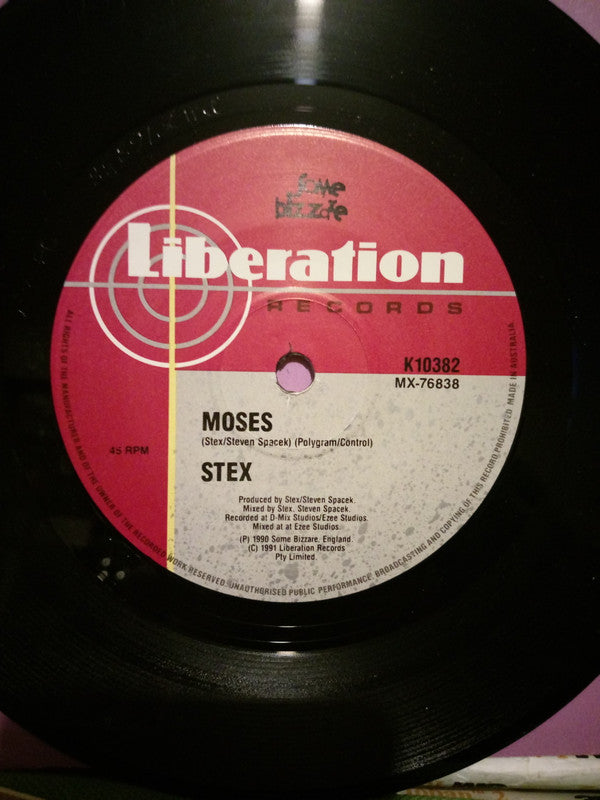 Some
Bizzare
Liberation
RECORDS
K10382
MX-76838
MOSES
(Stex/Steven Spacek) (Polygram/Control)
45 RPM
STEX
Produced by Stex/Steven Spacek.
Mixed by Stex, Steven Spacek.
Recorded at at D-Mix Studios/Ezee Studios.
Mixed at at Ezee Studios.
(P) 1990 Some Bizzare, England.
(C) 1991 Liberation Records
Pty Limited.
ALL RIGHTS OF THE MANUFACTURER AND OF THE OWNER OF THE RECORDED WORK RESERVED. UNAUTHORISED PUBLIC PERFORMANCE, BROADCASTING AND COPYING OF THIS RECORD PROHIBITED MADE IN AUSTRALIA